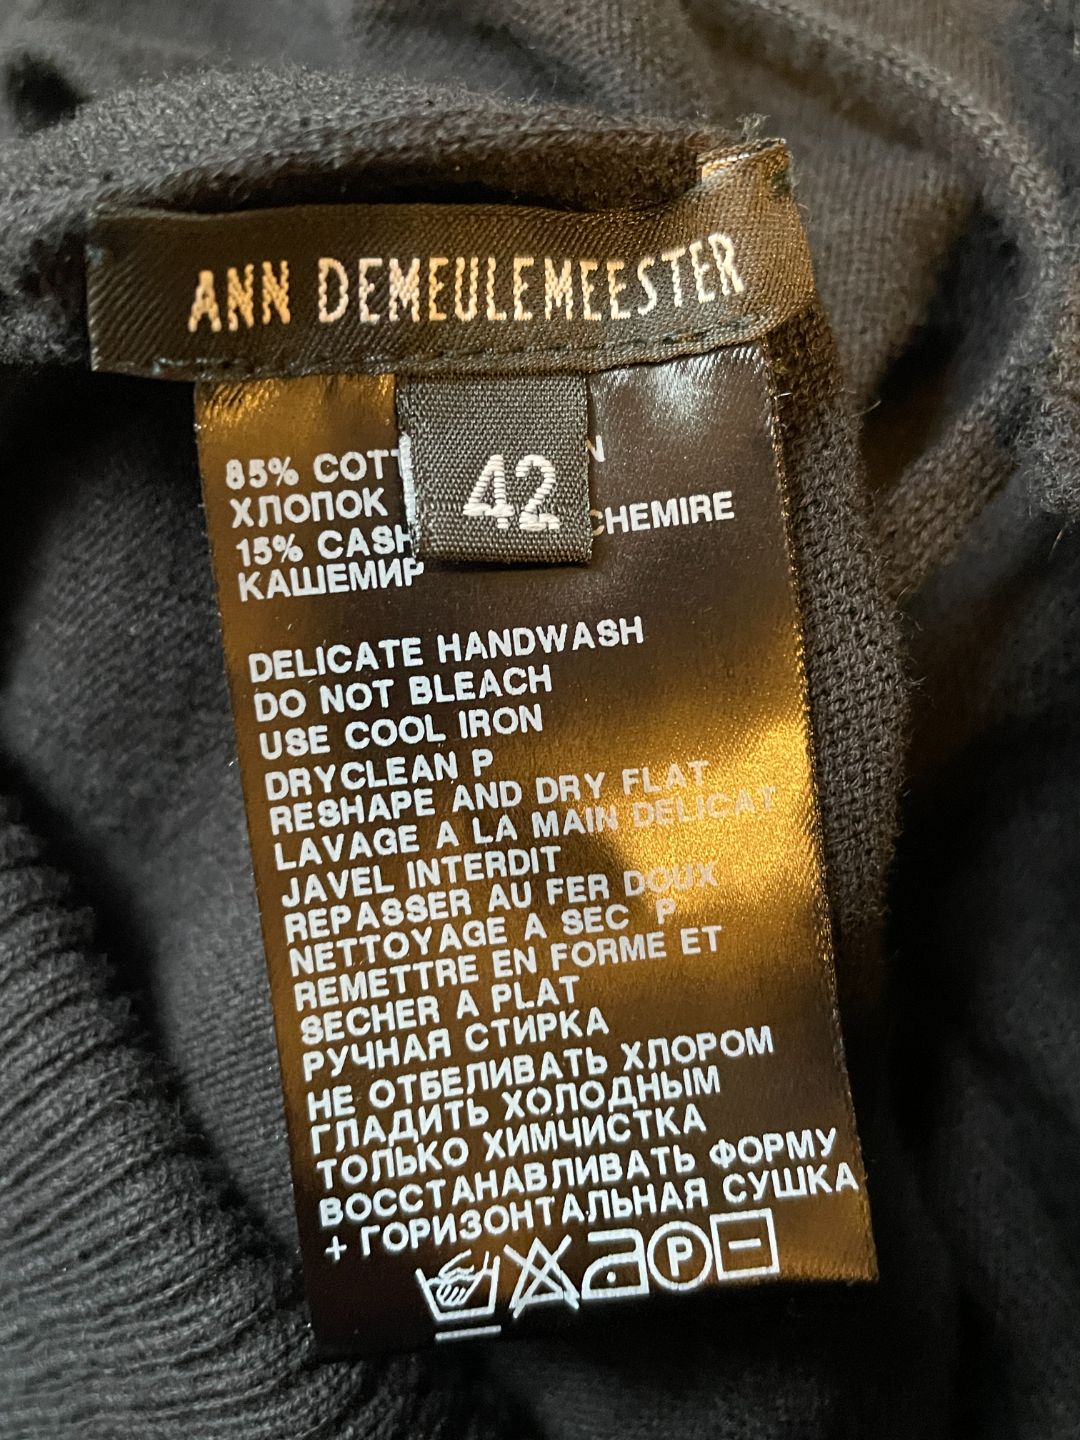 ANN DEMEULEMEESTER
42
85%
ХЛОПОК
15% CHEMIRE
КАШЕМИР
DELICATE HANDWASH
DO NOT BLEACH
USE COOL IRON
DRYCLEAN P
RESHAPE AND DRY FLAT
LAVAGE A LA MAIN DELICAT
JAVEL INTERDIT
REPASSER AU FER DOUX
NETTOYAGE A SEC P
REMETTRE EN FORME ET
SECHER A PLAT
РУЧНАЯ СТИРКА
НЕ ОТБЕЛИВАТЬ ХЛОРОМ
ГЛАДИТЬ ХОЛОДНЫМ
ТОЛЬКО ХИМЧИСТКА
ВОССТАНАВЛИВАТЬ ФОРМУ
+ ГОРИЗОНТАЛЬНАЯ СУШКА
P